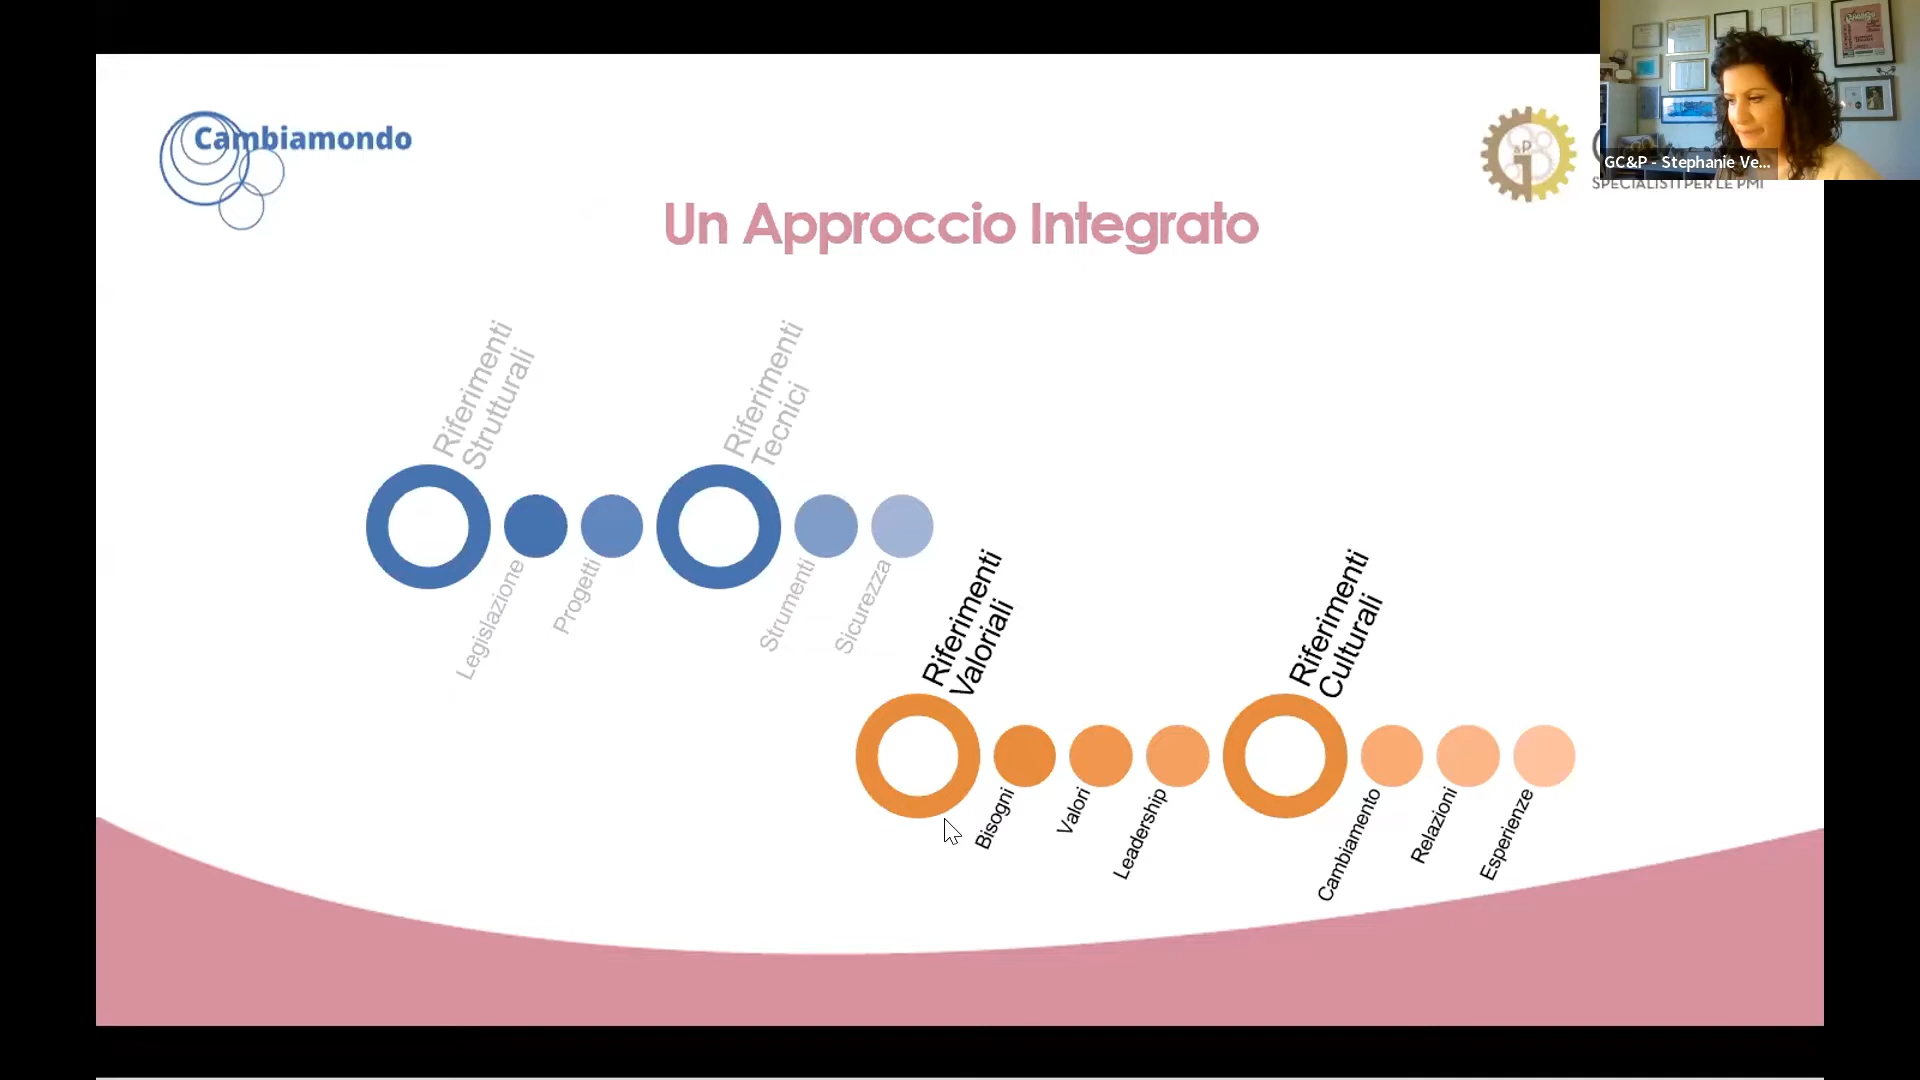 Cambiamondo
&P
GC&P - Stephanie Ve...
SPECIALISTI PER LE PMI
Un Approccio Integrato
Riferimenti
Strutturali
Riferimenti
Tecnici
Legislazione
Progetti
Strumenti
Sicurezza
Riferimenti
Valoriali
Riferimenti
Culturali
Bisogni
Valori
Leadership
Cambiamento
Relazioni
Esperienze